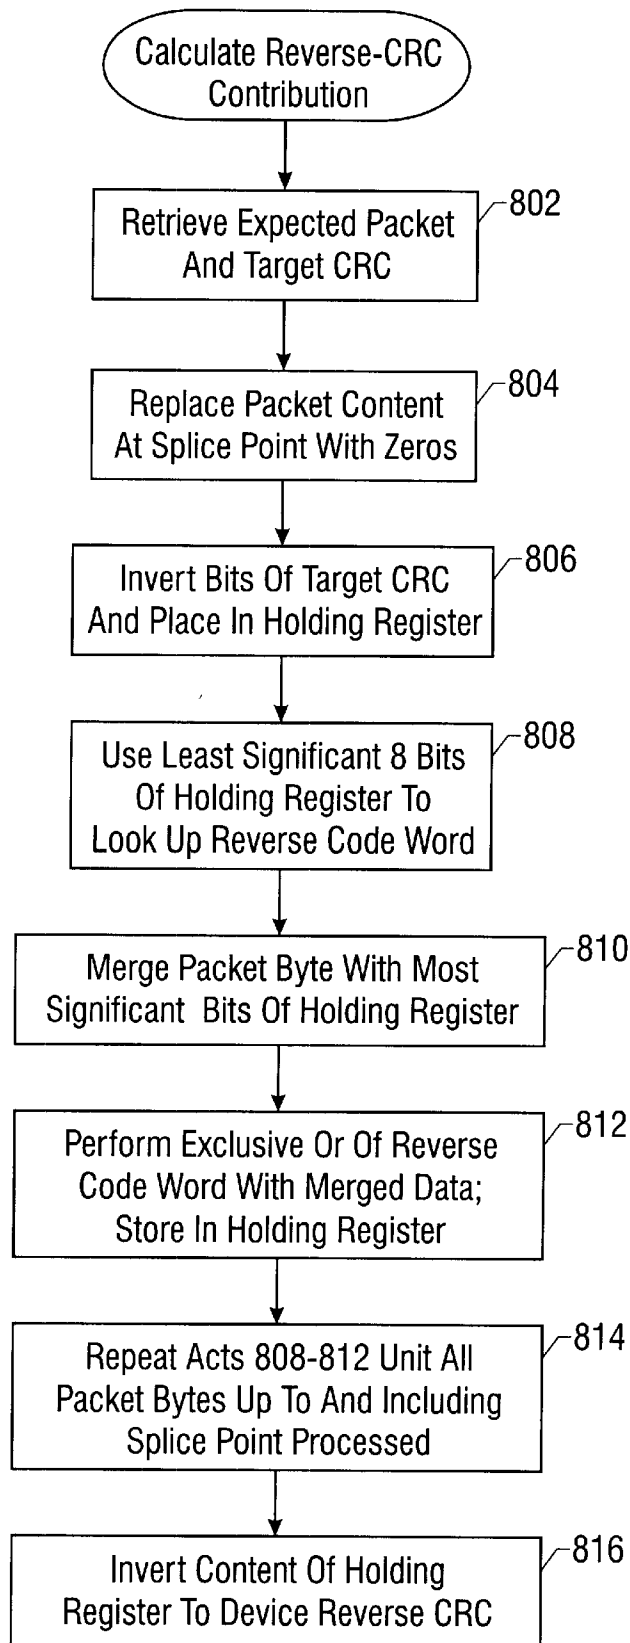 Calculate Reverse-CRC
Contribution
802
Retrieve Expected Packet
And Target CRC
804
Replace Packet Content
At Splice Point With Zeros
806
Invert Bits Of Target CRC
And Place In Holding Register
808
Use Least Significant 8 Bits
Of Holding Register To
Look Up Reverse Code Word
810
Merge Packet Byte With Most
Significant Bits Of Holding Register
812
Perform Exclusive Or Of Reverse
Code Word With Merged Data;
Store In Holding Register
814
Repeat Acts 808-812 Unit All
Packet Bytes Up To And Including
Splice Point Processed
816
Invert Content Of Holding
Register To Device Reverse CRC